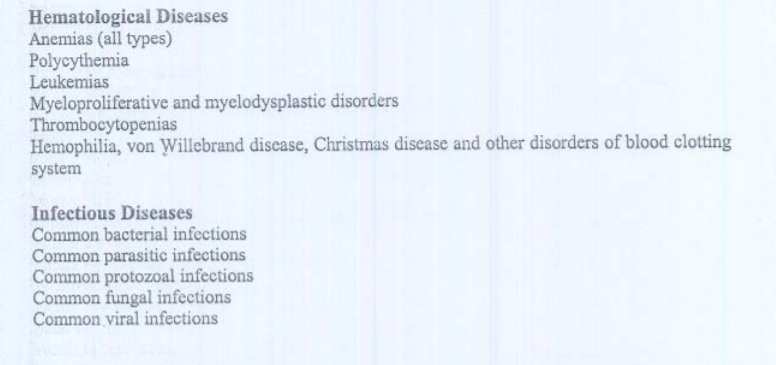 Hematological Diseases
Anemias (all types)
Polycythemia
Leukemias
Myeloproliferative and myelodysplastic disorders
Thrombocytopenias
Hemophilia, von Willebrand disease, Christmas disease and other disorders of blood clotting
system
Infectious Diseases
Common bacterial infections
Common parasitic infections
Common protozoal infections
Common fungal infections
Common viral infections